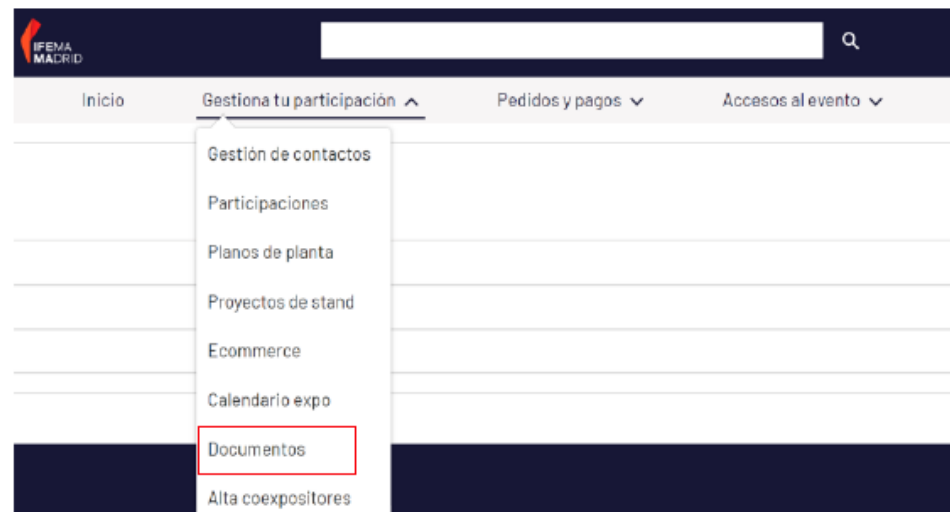 IFEMA
MADRID
Inicio
Gestiona tu participación
Pedidos y pagos
Accesos al evento
Gestión de contactos
Participaciones
Planos de planta
Proyectos de stand
Ecommerce
Calendario expo
Documentos
Alta coexpositores